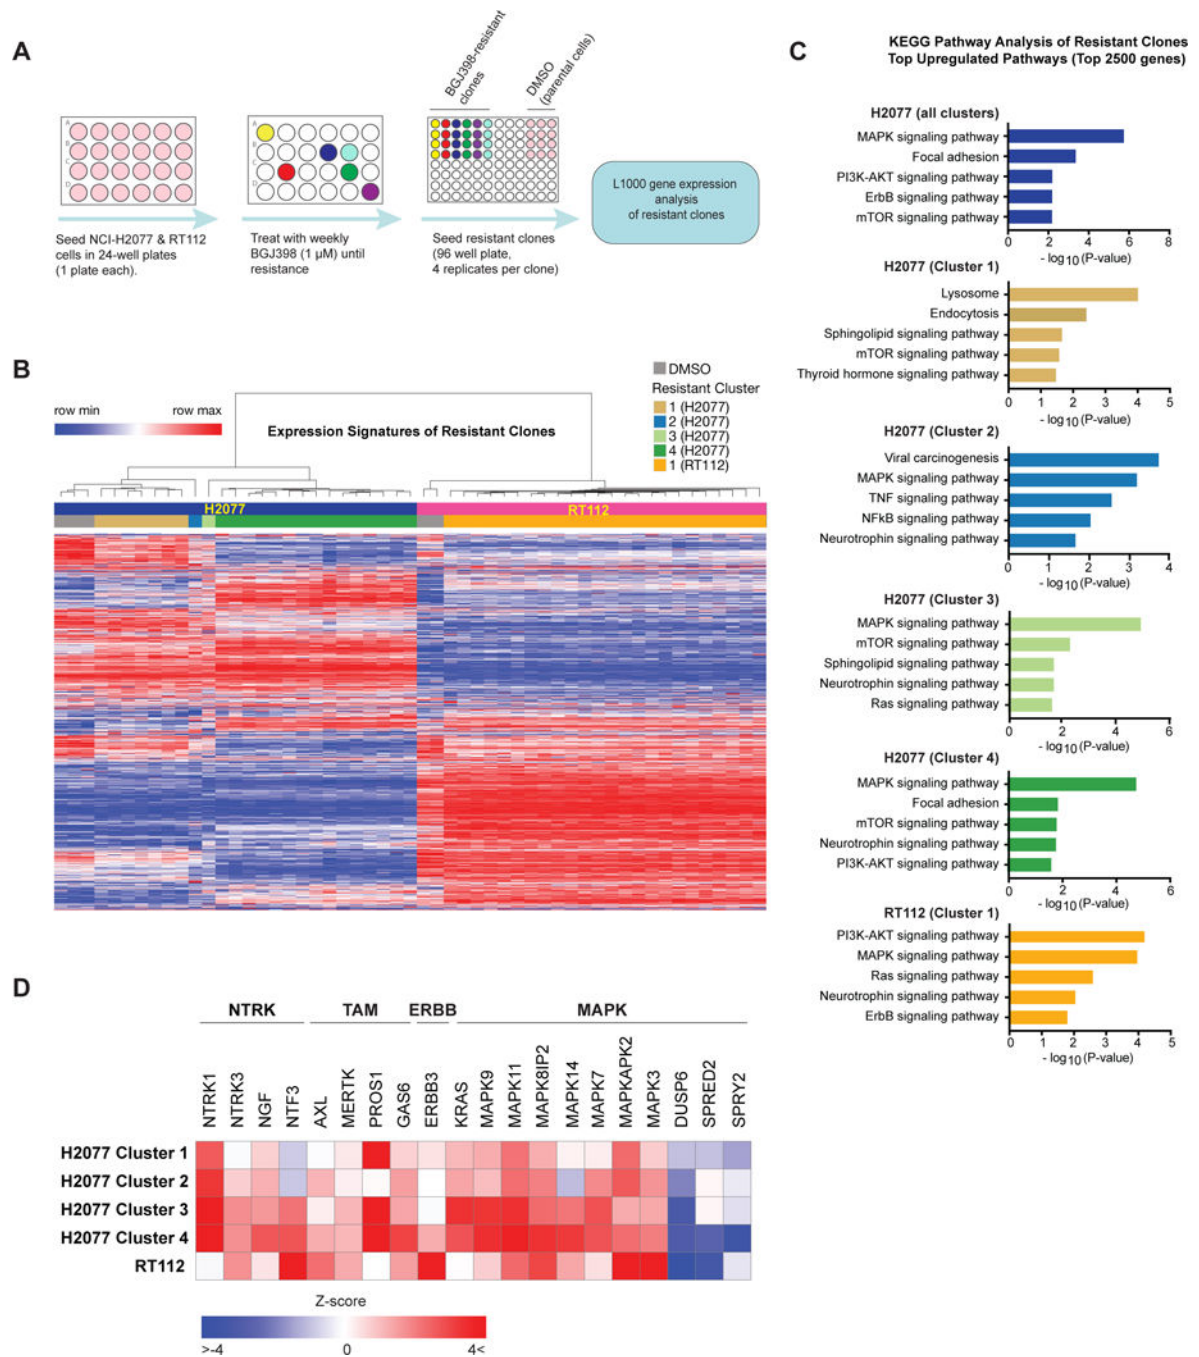 A
BGJ398-resistant
clones
DMSO
(parental cells)
A
B
C
D
A
B
C
D
L1000 gene expression
analysis
of resistant clones
Seed NCI-H2077 & RT112
cells in 24-well plates
(1 plate each).
Treat with weekly
BGJ398 (1 µM) until
resistance
Seed resistant clones
(96 well plate,
4 replicates per clone)
B
row min row max
Expression Signatures of Resistant Clones
DMSO
Resistant Cluster
1 (H2077)
2 (H2077)
3 (H2077)
4 (H2077)
1 (RT112)
H2077 RT112
C
KEGG Pathway Analysis of Resistant Clones
Top Upregulated Pathways (Top 2500 genes)
H2077 (all clusters)
MAPK signaling pathway
Focal adhesion
PI3K-AKT signaling pathway
ErbB signaling pathway
mTOR signaling pathway
0 2 4 6 8
- log10 (P-value)
H2077 (Cluster 1)
Lysosome
Endocytosis
Sphingolipid signaling pathway
mTOR signaling pathway
Thyroid hormone signaling pathway
0 1 2 3 4 5
- log10 (P-value)
H2077 (Cluster 2)
Viral carcinogenesis
MAPK signaling pathway
TNF signaling pathway
NFkB signaling pathway
Neurotrophin signaling pathway
0 1 2 3 4
- log10 (P-value)
H2077 (Cluster 3)
MAPK signaling pathway
mTOR signaling pathway
Sphingolipid signaling pathway
Neurotrophin signaling pathway
Ras signaling pathway
0 2 4 6
- log10 (P-value)
H2077 (Cluster 4)
MAPK signaling pathway
Focal adhesion
mTOR signaling pathway
Neurotrophin signaling pathway
PI3K-AKT signaling pathway
0 2 4 6
- log10 (P-value)
RT112 (Cluster 1)
PI3K-AKT signaling pathway
MAPK signaling pathway
Ras signaling pathway
Neurotrophin signaling pathway
ErbB signaling pathway
0 1 2 3 4 5
- log10 (P-value)
D
NTRK TAM ERBB MAPK
NTRK1 NTRK3 NGF NTF3 AXL MERTK PROS1 GAS6 ERBB3 KRAS MAPK9 MAPK11 MAPK8IP2 MAPK14 MAPK7 MAPKAPK2 MAPK3 DUSP6 SPRED2 SPRY2
H2077 Cluster 1
H2077 Cluster 2
H2077 Cluster 3
H2077 Cluster 4
RT112
Z-score
>-4 0 4<